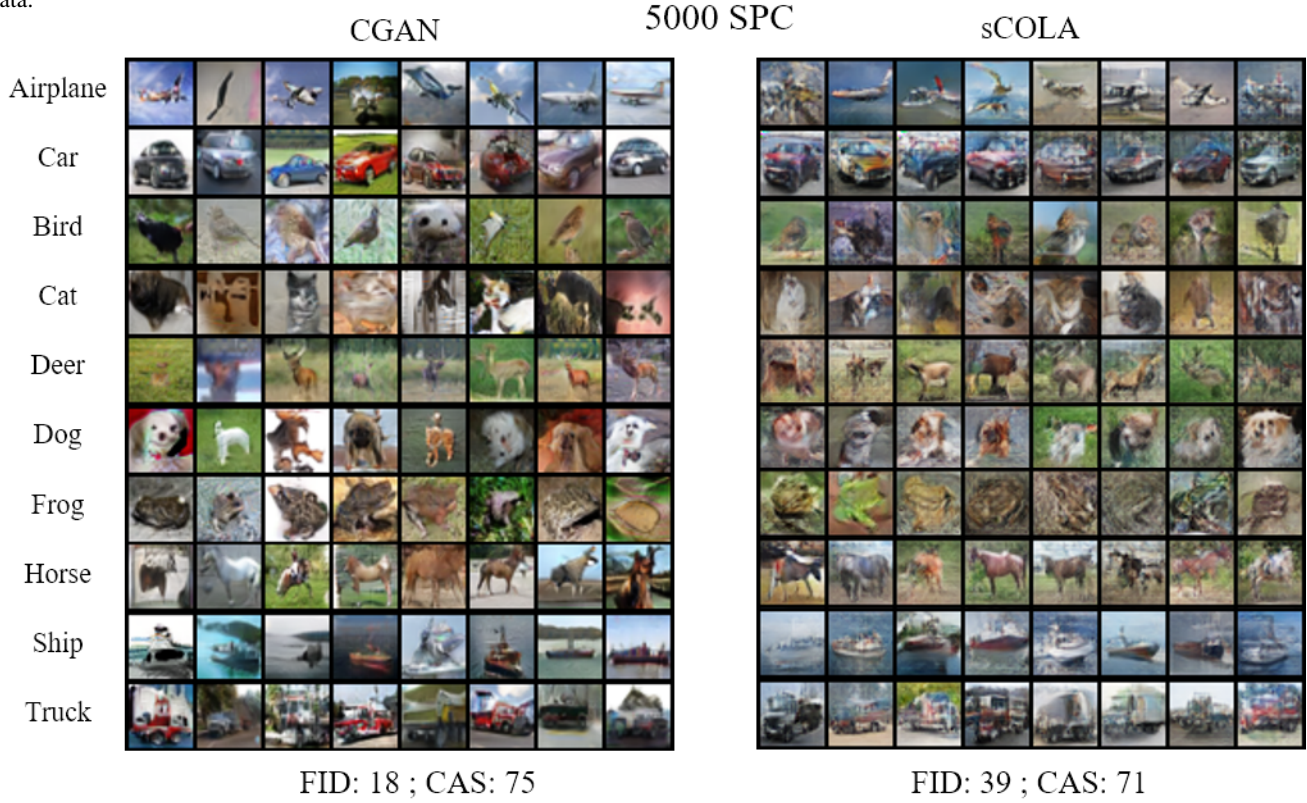 ata.
5000 SPC
CGAN
sCOLA
Airplane
Car
Bird
Cat
Deer
Dog
Frog
Horse
Ship
Truck
FID: 18 ; CAS: 75
FID: 39 ; CAS: 71